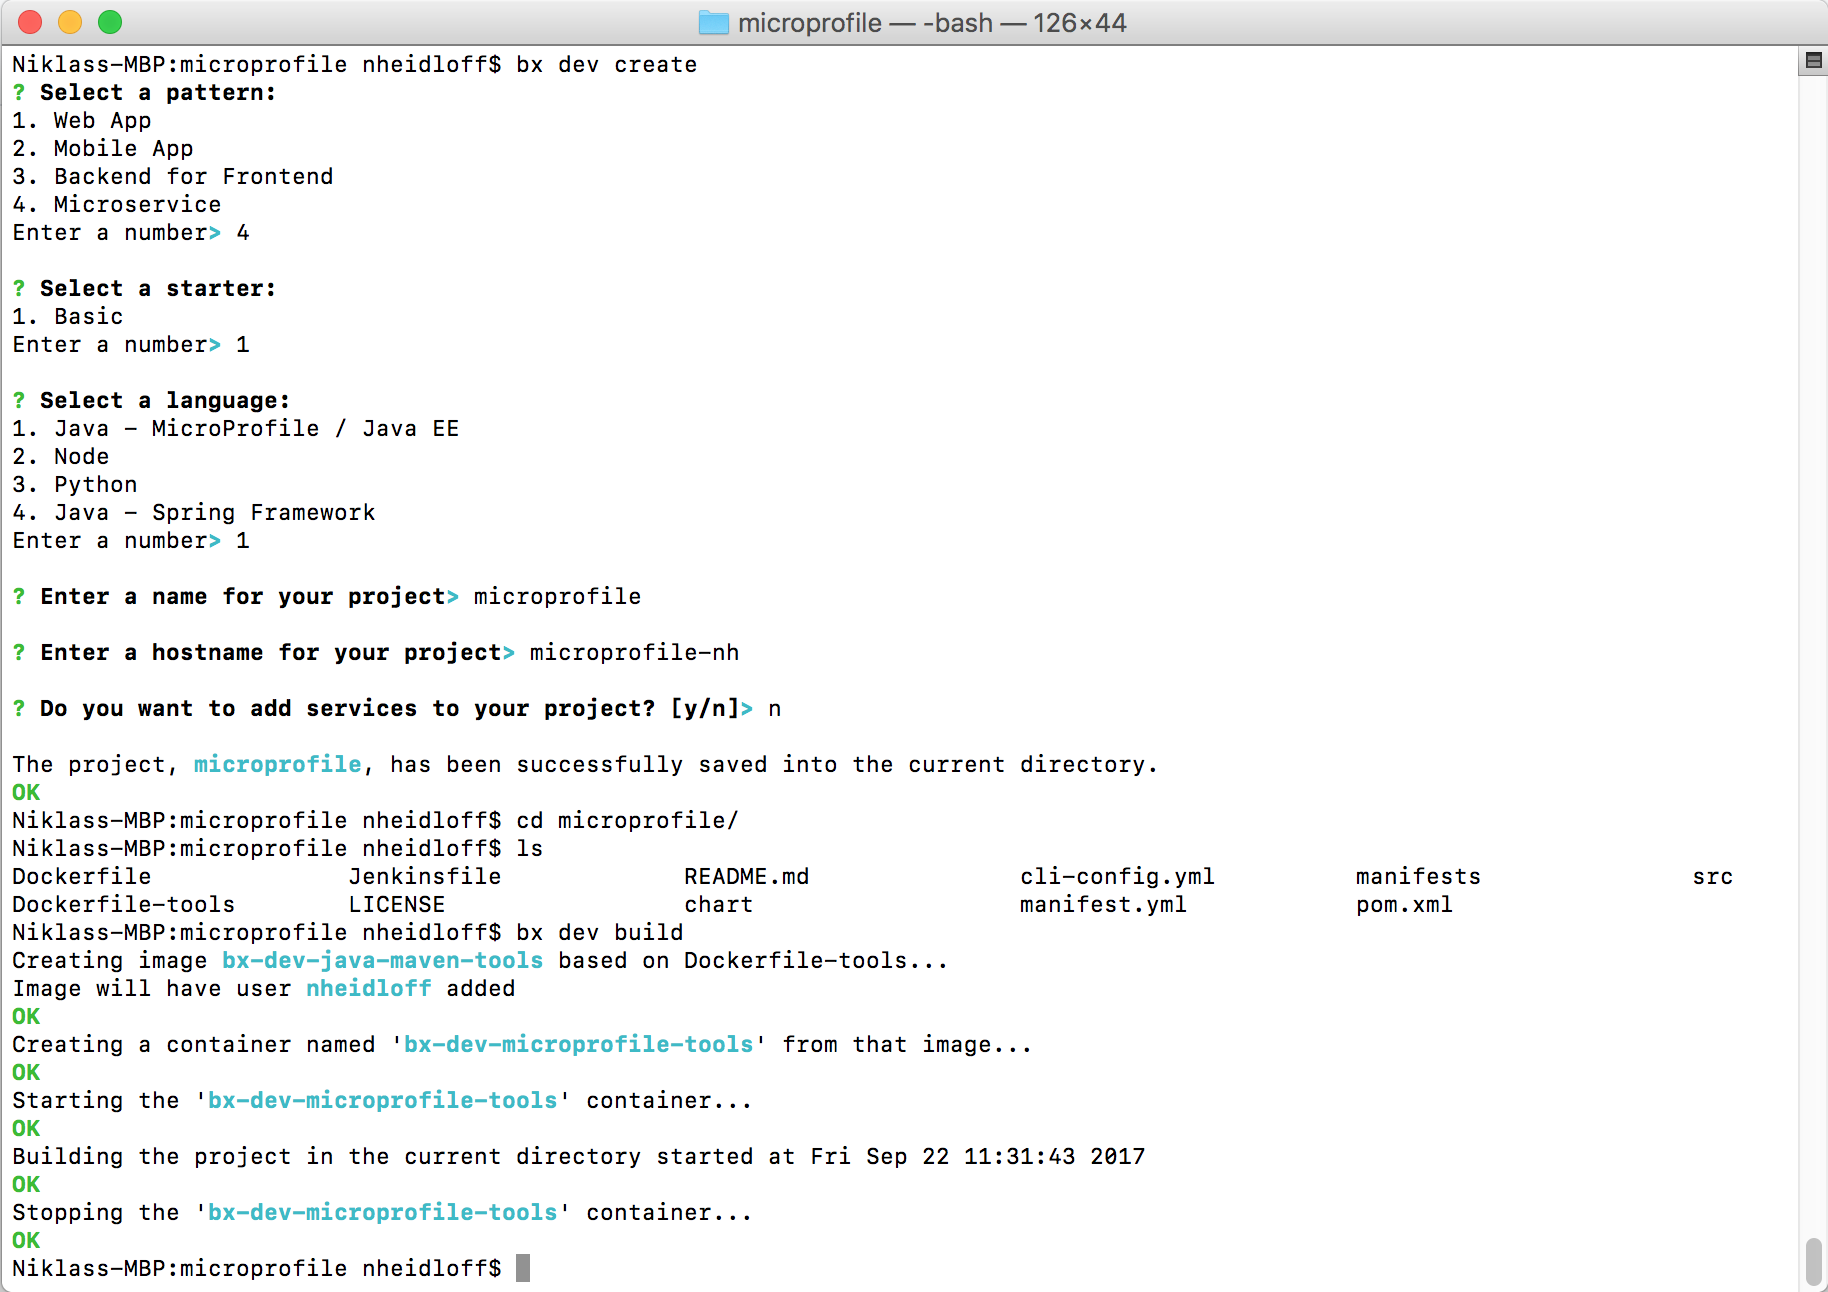 microprofile — -bash — 126×44
Niklass-MBP:microprofile nheidloff$ bx dev create
? Select a pattern:
1. Web App
2. Mobile App
3. Backend for Frontend
4. Microservice
Enter a number> 4
? Select a starter:
1. Basic
Enter a number> 1
? Select a language:
1. Java - MicroProfile / Java EE
2. Node
3. Python
4. Java - Spring Framework
Enter a number> 1
? Enter a name for your project> microprofile
? Enter a hostname for your project> microprofile-nh
? Do you want to add services to your project? [y/n]> n
The project, microprofile, has been successfully saved into the current directory.
OK
Niklass-MBP:microprofile nheidloff$ cd microprofile/
Niklass-MBP:microprofile nheidloff$ ls
Dockerfile Jenkinsfile README.md cli-config.yml manifests src
Dockerfile-tools LICENSE chart manifest.yml pom.xml
Niklass-MBP:microprofile nheidloff$ bx dev build
Creating image bx-dev-java-maven-tools based on Dockerfile-tools...
Image will have user nheidloff added
OK
Creating a container named 'bx-dev-microprofile-tools' from that image...
OK
Starting the 'bx-dev-microprofile-tools' container...
OK
Building the project in the current directory started at Fri Sep 22 11:31:43 2017
OK
Stopping the 'bx-dev-microprofile-tools' container...
OK
Niklass-MBP:microprofile nheidloff$